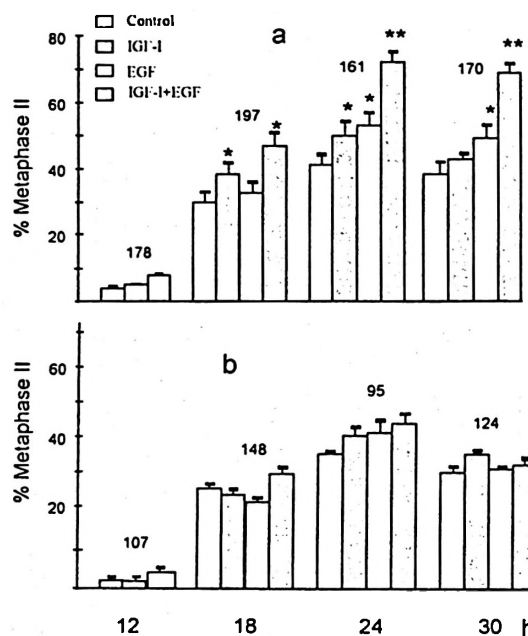 Control
IGF-I
EGF
IGF-I+EGF
a
% Metaphase II
80
60
40
20
178
197
161
170
*
*
*
*
**
*
**
b
% Metaphase II
60
40
20
107
148
95
124
12
18
24
30
h